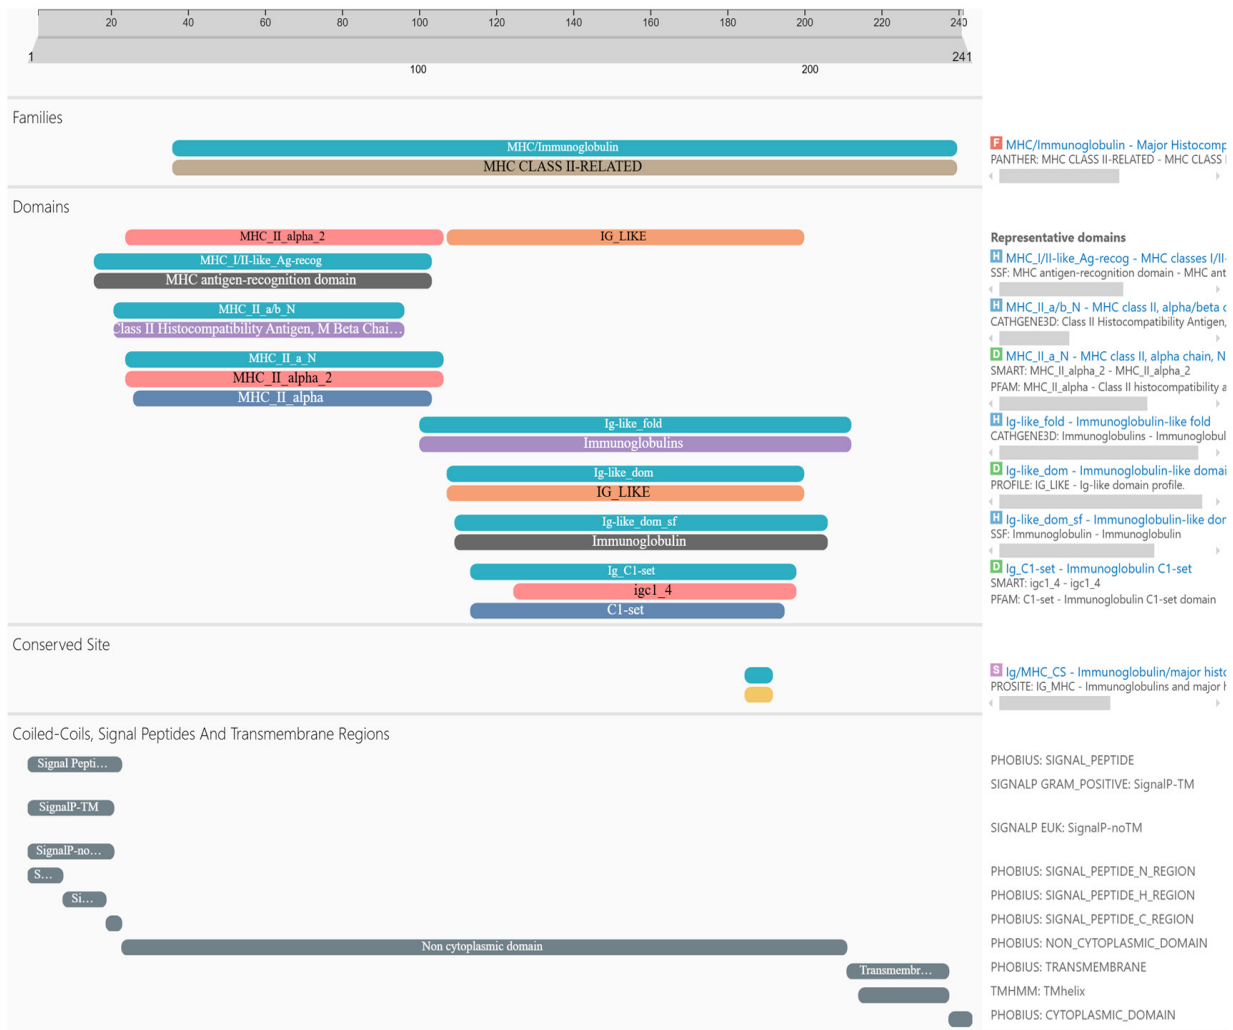 20 40 60 80 100 120 140 160 180 200 220 240
1 241
100 200
Families
MHC/Immunoglobulin
MHC CLASS II-RELATED
F MHC/Immunoglobulin - Major Histocomp
PANTHER: MHC CLASS II-RELATED - MHC CLASS
Domains
MHC_II_alpha_2 IG_LIKE
Representative domains
MHC_I/II-like_Ag-recog
H MHC_I/II-like_Ag-recog - MHC classes I/II-
MHC antigen-recognition domain
SSF: MHC antigen-recognition domain - MHC ant
MHC_II_a/b_N
H MHC_II_a/b_N - MHC class II, alpha/beta c
Class II Histocompatibility Antigen, M Beta Chai...
CATHGENE3D: Class II Histocompatibility Antigen,
MHC_II_a_N
D MHC_II_a_N - MHC class II, alpha chain, N
MHC_II_alpha_2
SMART: MHC_II_alpha_2 - MHC_II_alpha_2
MHC_II_alpha
PFAM: MHC_II_alpha - Class II histocompatibility a
Ig-like_fold
H Ig-like_fold - Immunoglobulin-like fold
Immunoglobulins
CATHGENE3D: Immunoglobulins - Immunoglobul
Ig-like_dom
D Ig-like_dom - Immunoglobulin-like domai
IG_LIKE
PROFILE: IG_LIKE - Ig-like domain profile.
Ig-like_dom_sf
H Ig-like_dom_sf - Immunoglobulin-like dor
Immunoglobulin
SSF: Immunoglobulin - Immunoglobulin
Ig_C1-set
D Ig_C1-set - Immunoglobulin C1-set
igc1_4
SMART: igc1_4 - igc1_4
C1-set
PFAM: C1-set - Immunoglobulin C1-set domain
Conserved Site
S Ig/MHC_CS - Immunoglobulin/major histo
PROSITE: IG_MHC - Immunoglobulins and major h
Coiled-Coils, Signal Peptides And Transmembrane Regions
Signal Pepti...
PHOBIUS: SIGNAL_PEPTIDE
SIGNALP GRAM_POSITIVE: SignalP-TM
SignalP-TM
SIGNALP EUK: SignalP-noTM
SignalP-no...
S...
PHOBIUS: SIGNAL_PEPTIDE_N_REGION
Si...
PHOBIUS: SIGNAL_PEPTIDE_H_REGION
PHOBIUS: SIGNAL_PEPTIDE_C_REGION
Non cytoplasmic domain
PHOBIUS: NON_CYTOPLASMIC_DOMAIN
Transmembr...
PHOBIUS: TRANSMEMBRANE
TMHMM: TMhelix
PHOBIUS: CYTOPLASMIC_DOMAIN